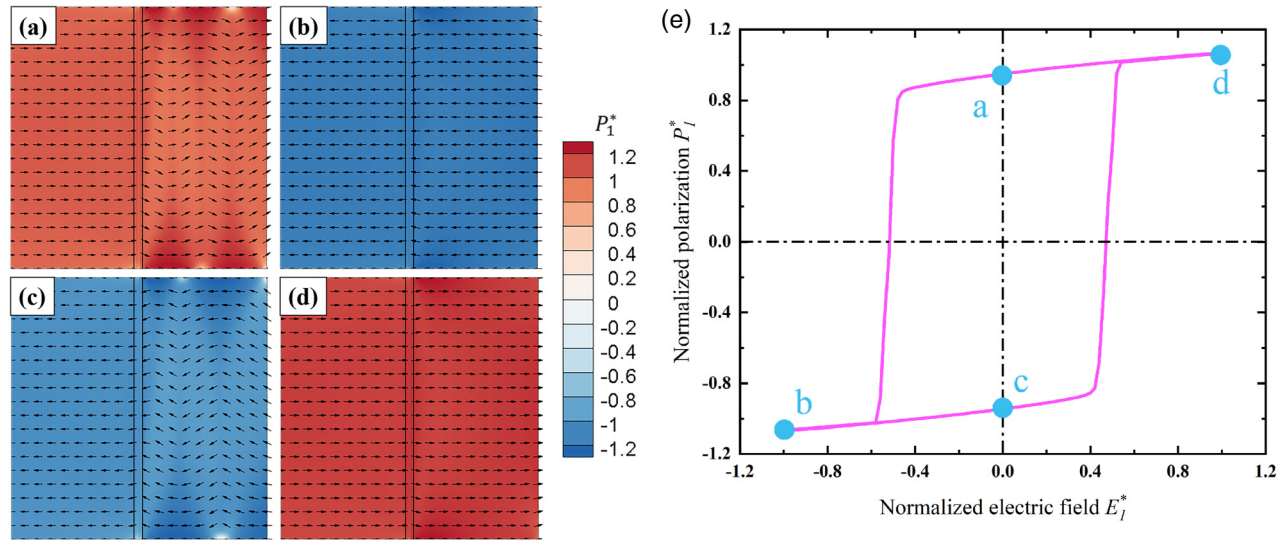 (a)
(b)
(c)
(d)
P₁*
1.2
1
0.8
0.6
0.4
0.2
0
-0.2
-0.4
-0.6
-0.8
-1
-1.2
(e)
Normalized polarization P₁*
1.2
0.8
0.4
0.0
-0.4
-0.8
-1.2
a
d
c
b
-1.2 -0.8 -0.4 0.0 0.4 0.8 1.2
Normalized electric field E₁*